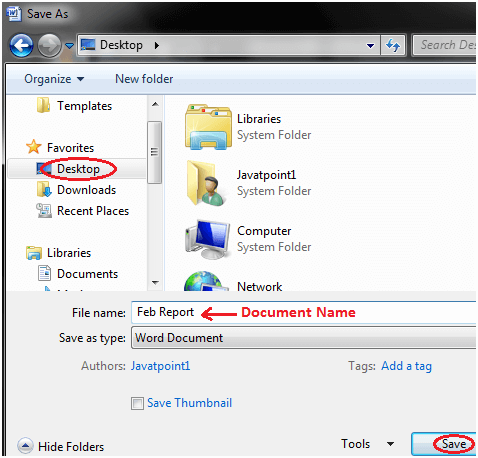 Save As
Desktop
Search Des
Organize
New folder
Templates
Favorites
Desktop
Downloads
Recent Places
Libraries
Documents
Libraries
System Folder
Javatpoint1
System Folder
Computer
System Folder
Network
File name: Feb Report Document Name
Save as type: Word Document
Authors: Javatpoint1 Tags: Add a tag
Save Thumbnail
Hide Folders Tools Save